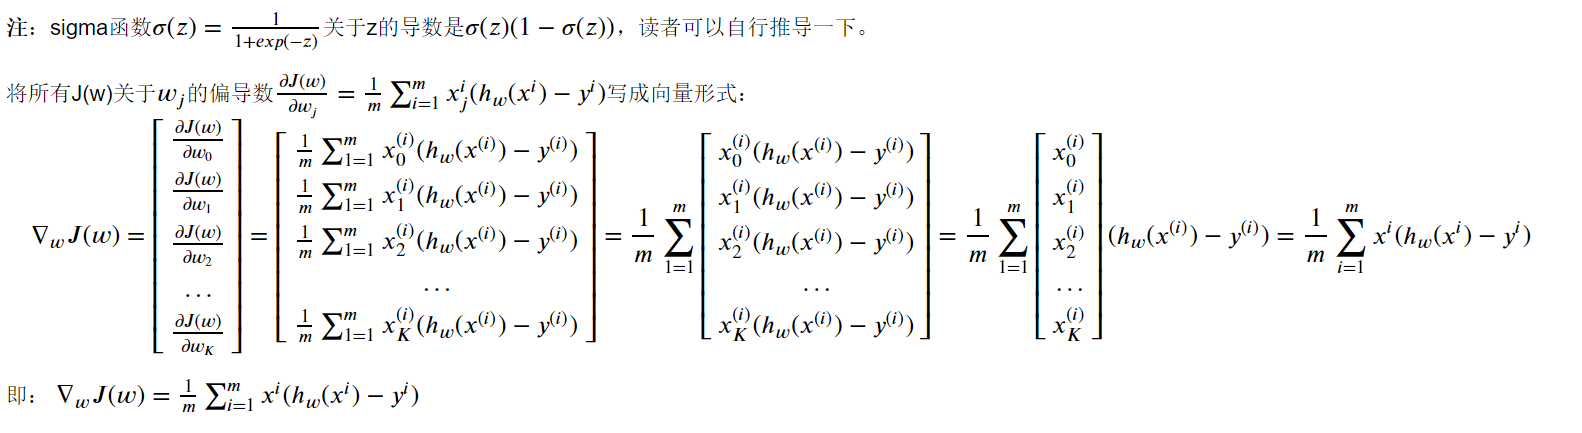 注：sigma函数$\sigma(z)=\frac{1}{1+exp(-z)}$关于z的导数是$\sigma(z)(1-\sigma(z))$，读者可以自行推导一下。
将所有J(w)关于$w_j$的偏导数$\frac{\partial J(w)}{\partial w_j}=\frac{1}{m}\sum_{i=1}^{m}x_j^i(h_w(x^i)-y^i)$写成向量形式：
$\nabla_w J(w)=\begin{bmatrix}\frac{\partial J(w)}{\partial w_0}\\\frac{\partial J(w)}{\partial w_1}\\\frac{\partial J(w)}{\partial w_2}\\\dots\\\frac{\partial J(w)}{\partial w_K}\end{bmatrix}=\begin{bmatrix}\frac{1}{m}\sum_{1=1}^{m}x_0^{(i)}(h_w(x^{(i)})-y^{(i)})\\\frac{1}{m}\sum_{1=1}^{m}x_1^{(i)}(h_w(x^{(i)})-y^{(i)})\\\frac{1}{m}\sum_{1=1}^{m}x_2^{(i)}(h_w(x^{(i)})-y^{(i)})\\\dots\\\frac{1}{m}\sum_{1=1}^{m}x_K^{(i)}(h_w(x^{(i)})-y^{(i)})\end{bmatrix}=\frac{1}{m}\sum_{1=1}^{m}\begin{bmatrix}x_0^{(i)}(h_w(x^{(i)})-y^{(i)})\\x_1^{(i)}(h_w(x^{(i)})-y^{(i)})\\x_2^{(i)}(h_w(x^{(i)})-y^{(i)})\\\dots\\x_K^{(i)}(h_w(x^{(i)})-y^{(i)})\end{bmatrix}=\frac{1}{m}\sum_{1=1}^{m}\begin{bmatrix}x_0^{(i)}\\x_1^{(i)}\\x_2^{(i)}\\\dots\\x_K^{(i)}\end{bmatrix}(h_w(x^{(i)})-y^{(i)})=\frac{1}{m}\sum_{i=1}^{m}x^i(h_w(x^i)-y^i)$
即：$\nabla_w J(w)=\frac{1}{m}\sum_{i=1}^{m}x^i(h_w(x^i)-y^i)$